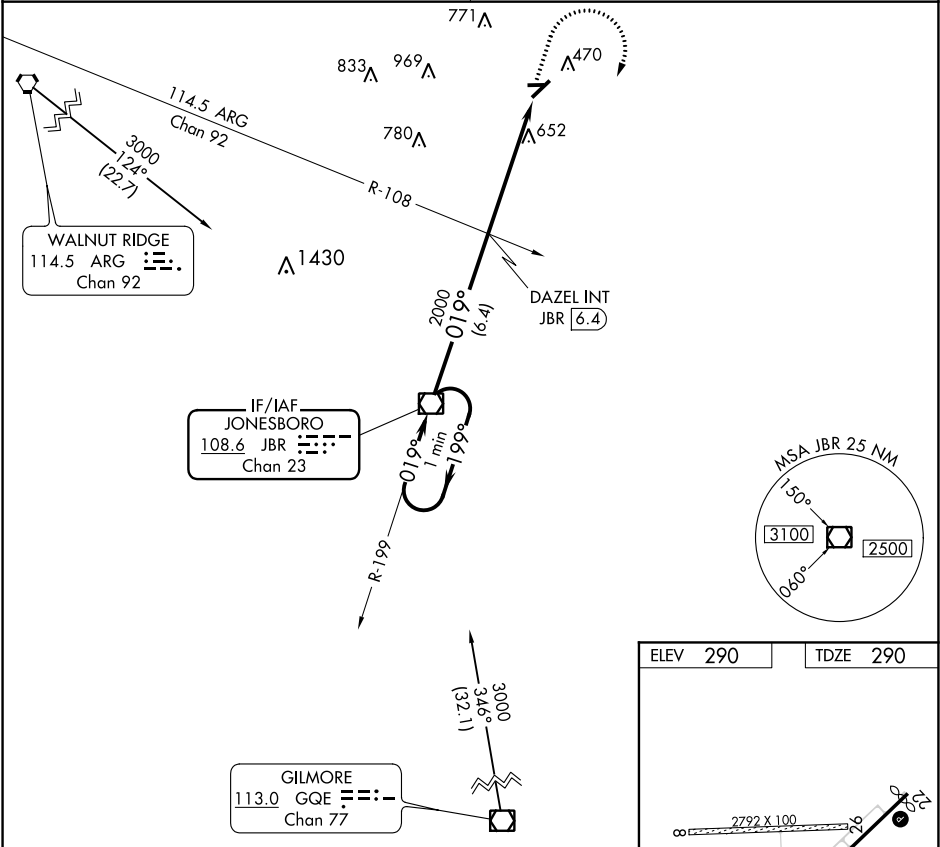 771
969
833
470
114.5 ARG
Chan 92
780
652
3000
124°
(22.7)
R-108
WALNUT RIDGE
114.5 ARG
Chan 92
1430
DAZEL INT
JBR 6.4
2000
019°
(6.4)
IF/IAF
JONESBORO
108.6 JBR
Chan 23
019°
1 min
199°
R-199
MSA JBR 25 NM
150°
3100
2500
060°
3000
346°
(32.1)
GILMORE
113.0 GQE
Chan 77
ELEV 290
TDZE 290
2792 X 100
26
22
P